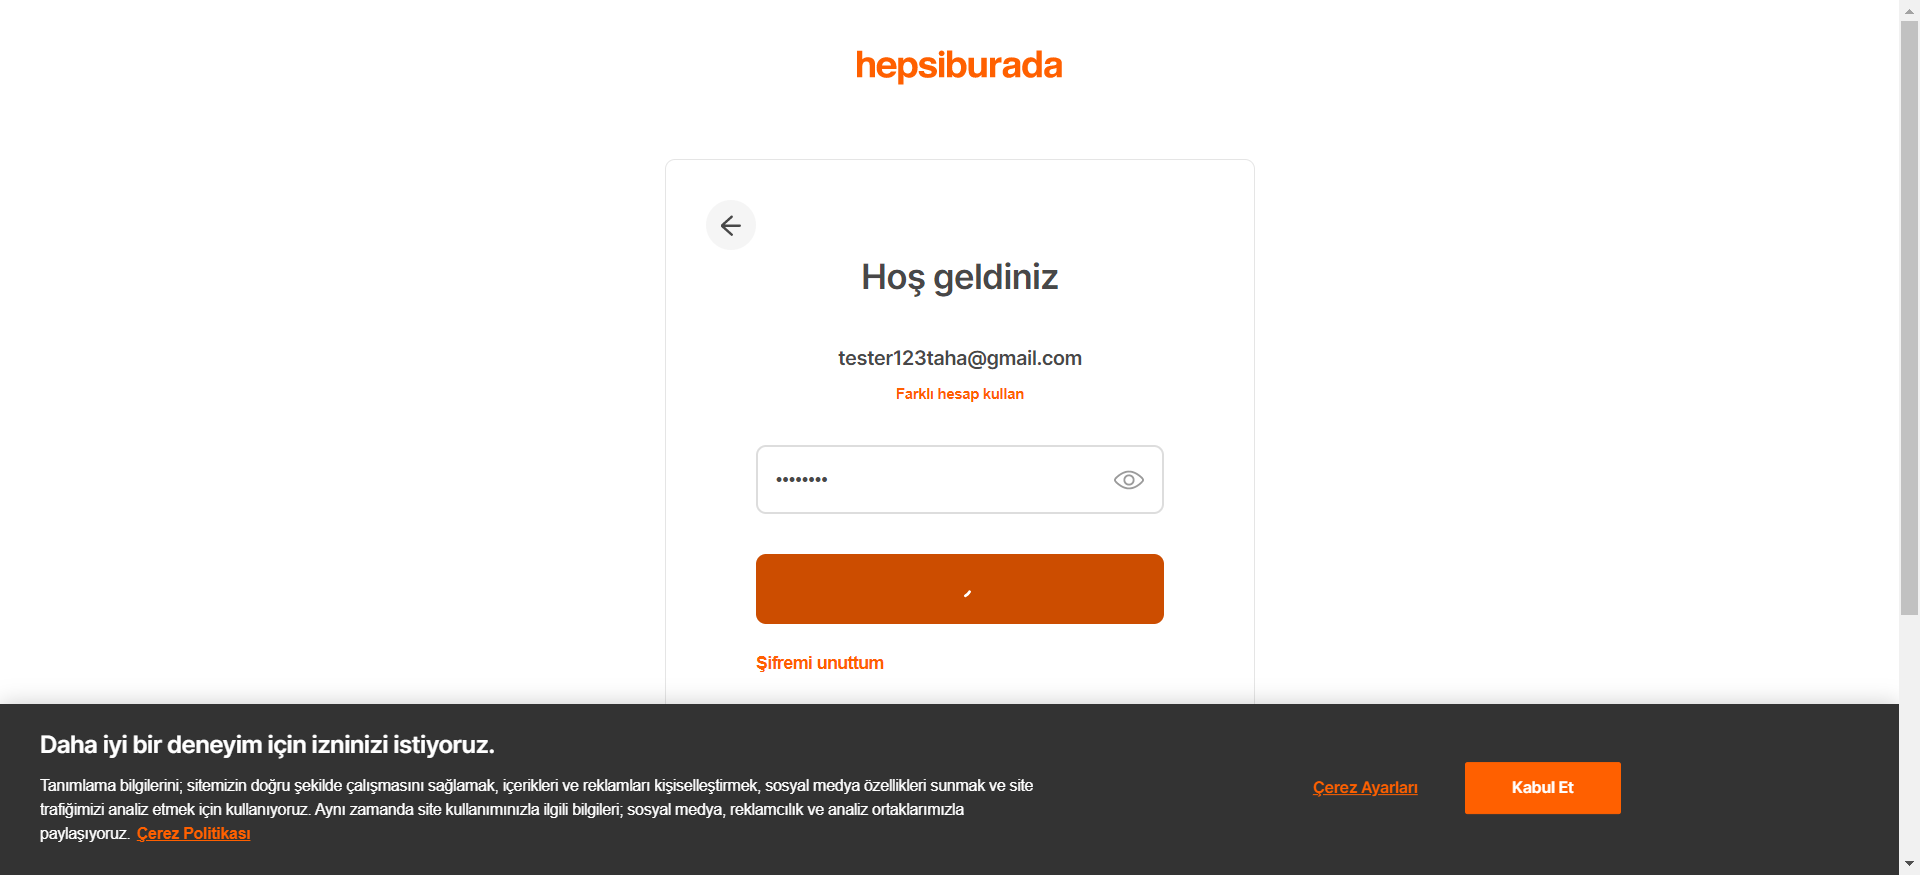 hepsiburada
Hoş geldiniz
tester123taha@gmail.com
Farklı hesap kullan
••••••••
Şifremi unuttum
Daha iyi bir deneyim için izninizi istiyoruz.
Tanımlama bilgilerini; sitemizin doğru şekilde çalışmasını sağlamak, içerikleri ve reklamları kişiselleştirmek, sosyal medya özellikleri sunmak ve site
trafiğimizi analiz etmek için kullanıyoruz. Aynı zamanda site kullanımınızla ilgili bilgileri; sosyal medya, reklamcılık ve analiz ortaklarımızla
paylaşıyoruz. Çerez Politikası
Çerez Ayarları
Kabul Et